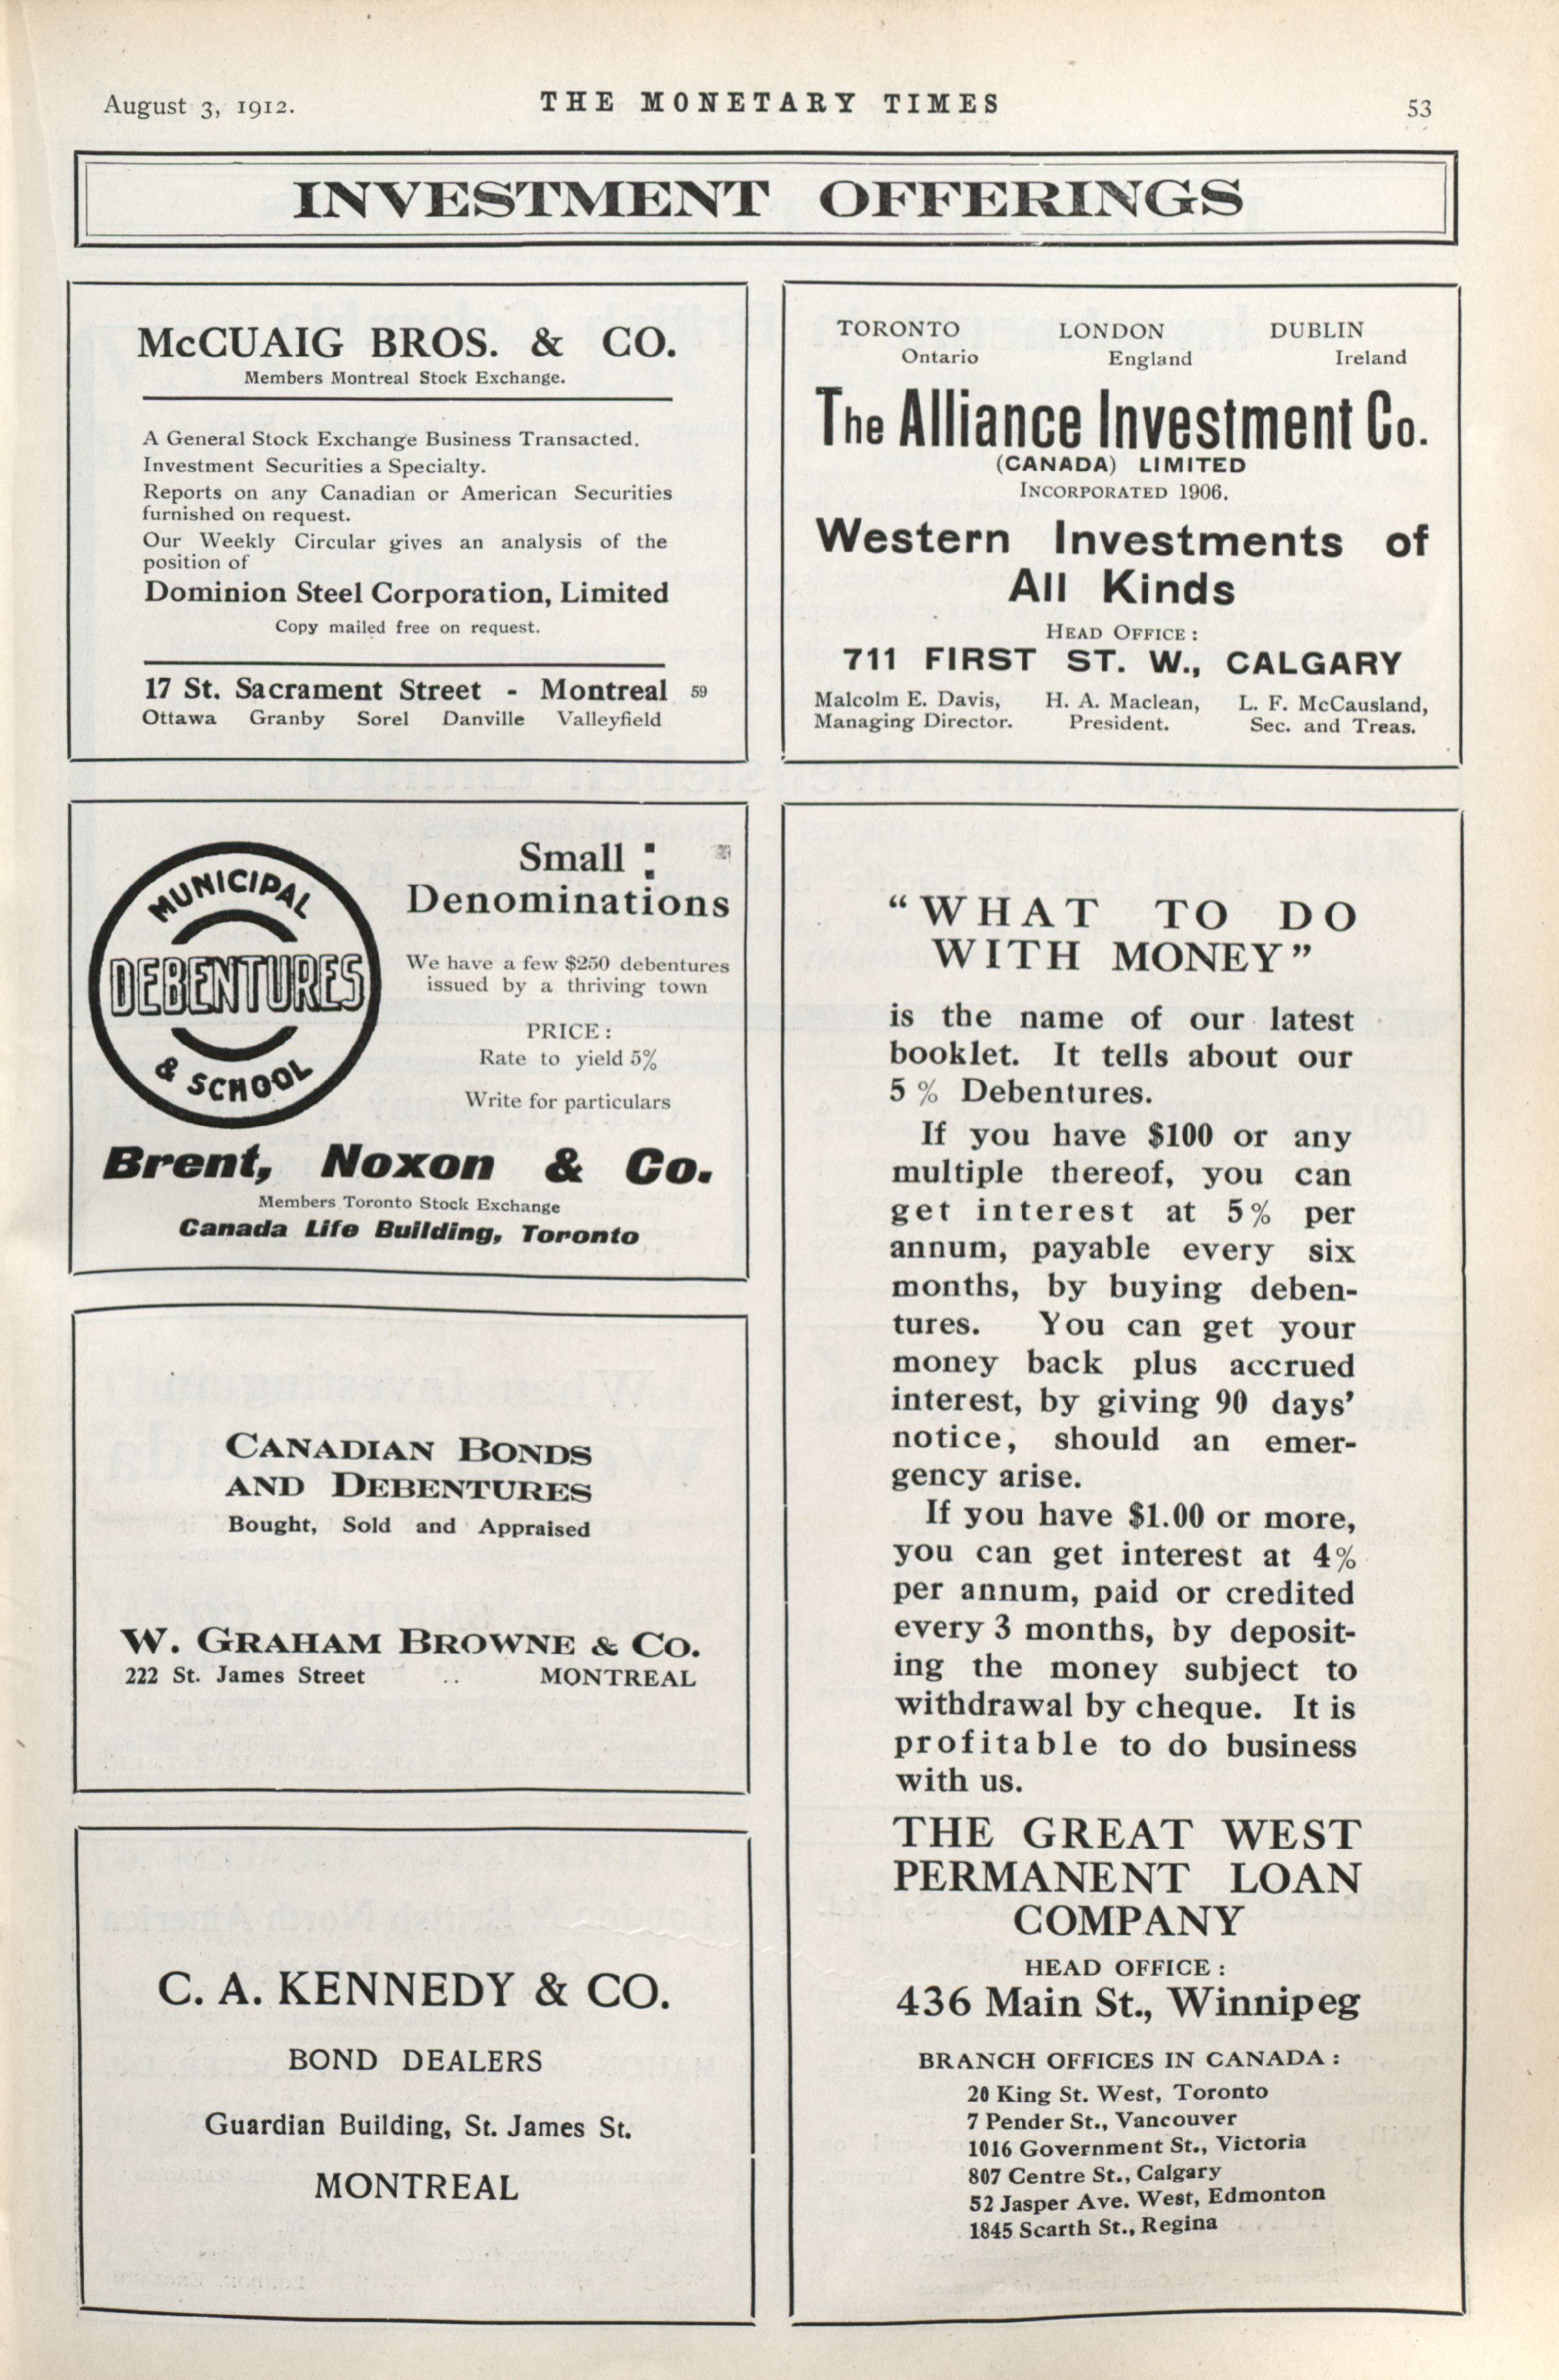 August 3, 1912.
THE MONETARY TIMES
53
INVESTMENT OFFERINGS
McCUAIG BROS. & CO.
Members Montreal Stock Exchange.
A General Stock Exchange Business Transacted.
Investment Securities a Specialty.
Reports on any Canadian or American Securities
furnished on request.
Our Weekly Circular gives an analysis of the
position of
Dominion Steel Corporation, Limited
Copy mailed free on request.
17 St. Sacrament Street - Montreal 59
Ottawa Granby Sorel Danville Valleyfield
TORONTO LONDON DUBLIN
Ontario England Ireland
The Alliance Investment Co.
(CANADA) LIMITED
INCORPORATED 1906.
Western Investments of
All Kinds
HEAD OFFICE:
711 FIRST ST. W., CALGARY
Malcolm E. Davis, H. A. Maclean, L. F. McCausland,
Managing Director. President. Sec. and Treas.
MUNICIPAL
DEBENTURES
& SCHOOL
Small :
Denominations
We have a few $250 debentures
issued by a thriving town
PRICE:
Rate to yield 5%
Write for particulars
Brent, Noxon & Co.
Members Toronto Stock Exchange
Canada Life Building, Toronto
CANADIAN BONDS
AND DEBENTURES
Bought, Sold and Appraised
W. GRAHAM BROWNE & CO.
222 St. James Street .. MONTREAL
C. A. KENNEDY & CO.
BOND DEALERS
Guardian Building, St. James St.
MONTREAL
"WHAT TO DO
WITH MONEY"
is the name of our latest
booklet. It tells about our
5 % Debentures.
If you have $100 or any
multiple thereof, you can
get interest at 5% per
annum, payable every six
months, by buying deben-
tures. You can get your
money back plus accrued
interest, by giving 90 days'
notice, should an emer-
gency arise.
If you have $1.00 or more,
you can get interest at 4%
per annum, paid or credited
every 3 months, by deposit-
ing the money subject to
withdrawal by cheque. It is
profitable to do business
with us.
THE GREAT WEST
PERMANENT LOAN
COMPANY
HEAD OFFICE:
436 Main St., Winnipeg
BRANCH OFFICES IN CANADA:
20 King St. West, Toronto
7 Pender St., Vancouver
1016 Government St., Victoria
807 Centre St., Calgary
52 Jasper Ave. West, Edmonton
1845 Scarth St., Regina